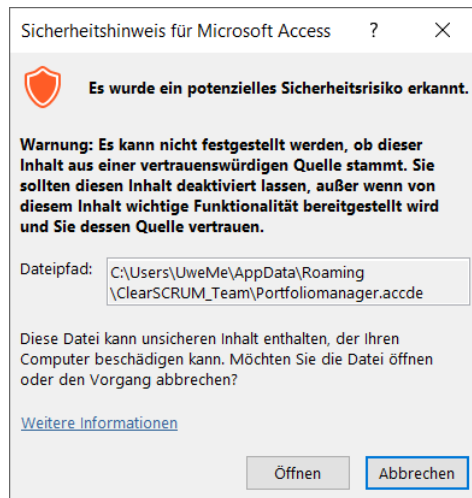 Sicherheitshinweis für Microsoft Access ?
Es wurde ein potenzielles Sicherheitsrisiko erkannt.
Warnung: Es kann nicht festgestellt werden, ob dieser
Inhalt aus einer vertrauenswürdigen Quelle stammt. Sie
sollten diesen Inhalt deaktiviert lassen, außer wenn von
diesem Inhalt wichtige Funktionalität bereitgestellt wird
und Sie dessen Quelle vertrauen.
Dateipfad: C:\Users\UweMe\AppData\Roaming
\ClearSCRUM_Team\Portfoliomanager.accde
Diese Datei kann unsicheren Inhalt enthalten, der Ihren
Computer beschädigen kann. Möchten Sie die Datei öffnen
oder den Vorgang abbrechen?
Weitere Informationen
Öffnen Abbrechen